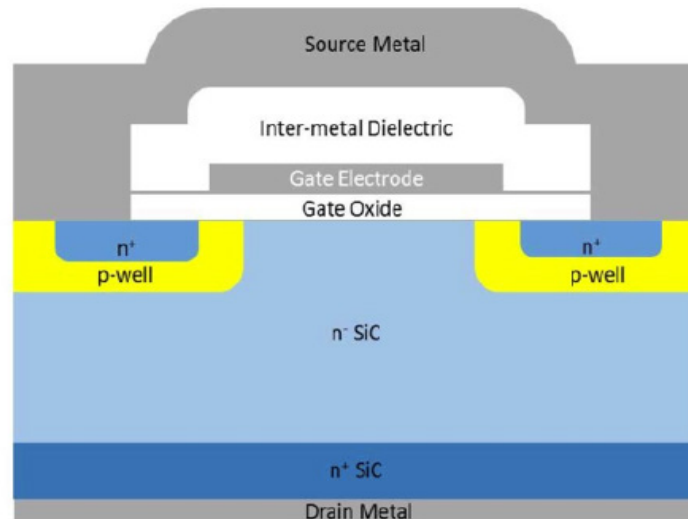 Source Metal
Inter-metal Dielectric
Gate Electrode
Gate Oxide
n⁺
n⁺
p-well
p-well
n⁻ SiC
n⁺ SiC
Drain Metal